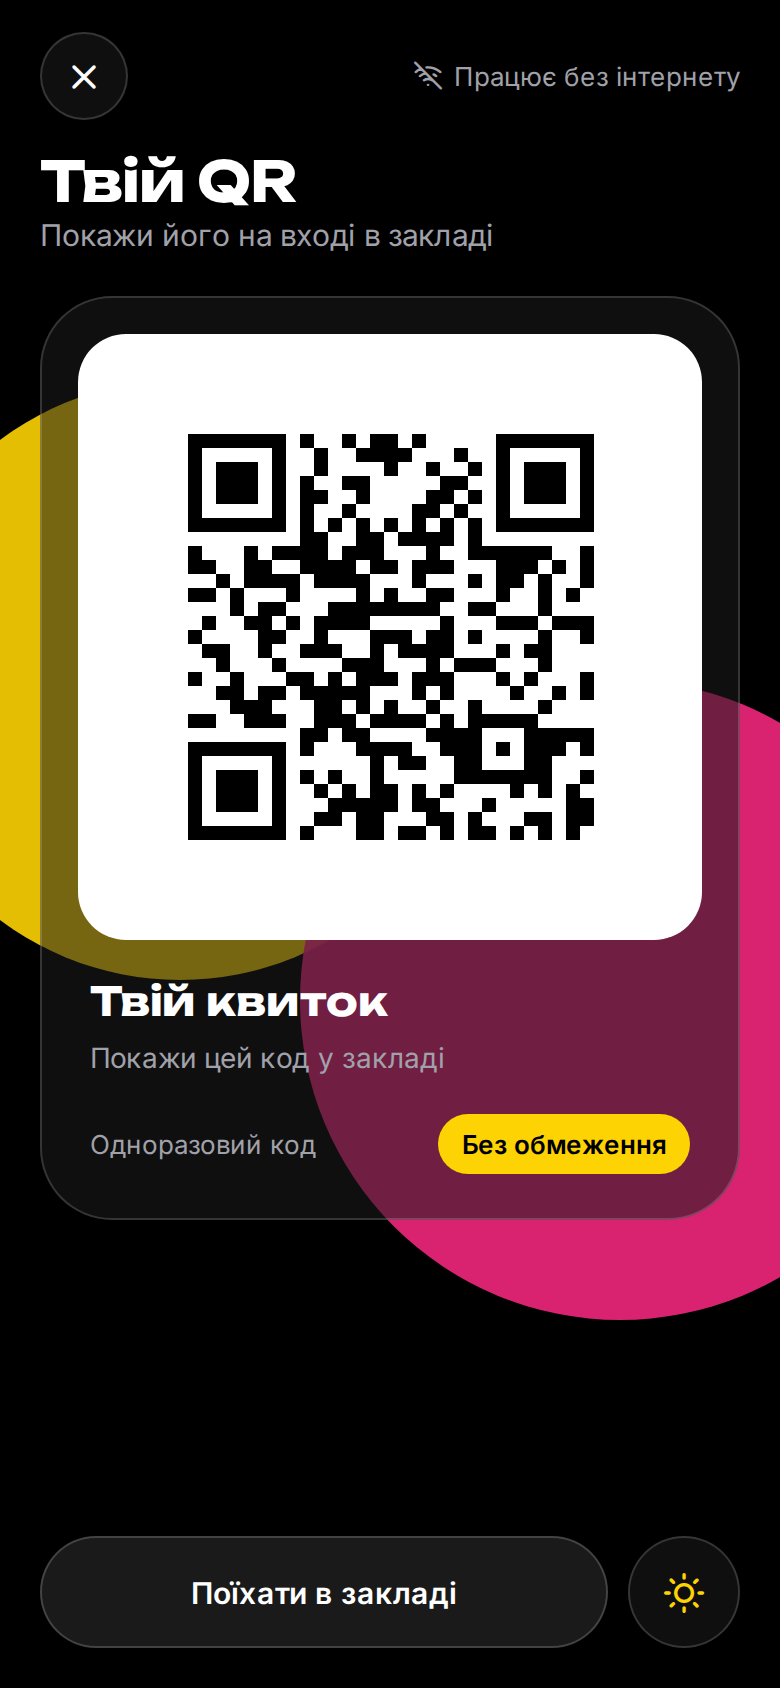 Працює без інтернету
Твій QR
Покажи його на вході в закладі
Твій квиток
Покажи цей код у закладі
Одноразовий код
Без обмеження
Поїхати в закладі